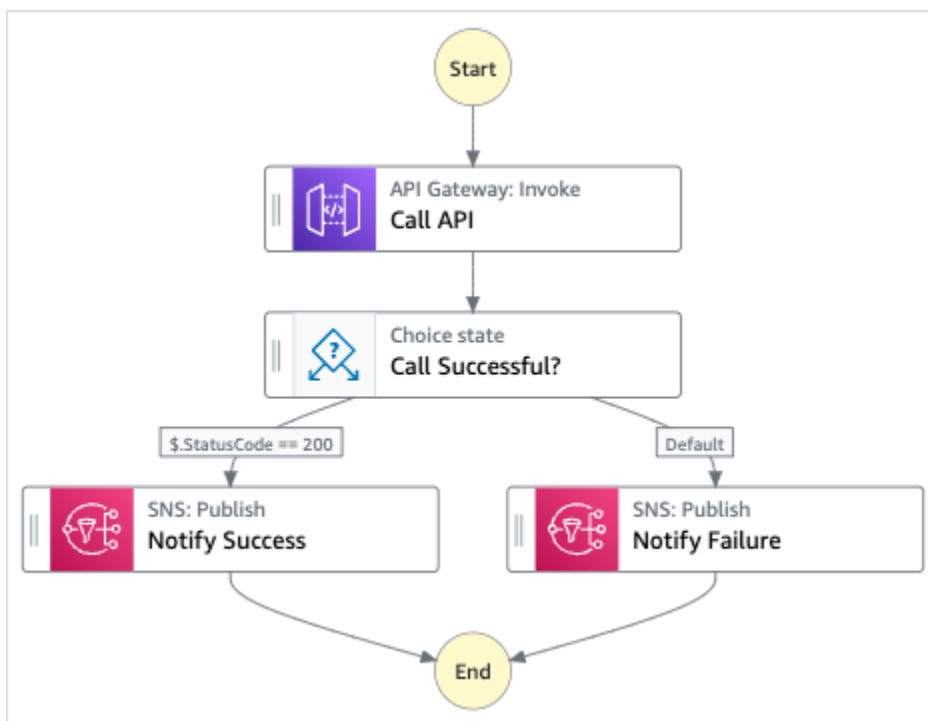 Start
API Gateway: Invoke
Call API
Choice state
Call Successful?
$.StatusCode == 200
Default
SNS: Publish
Notify Success
SNS: Publish
Notify Failure
End